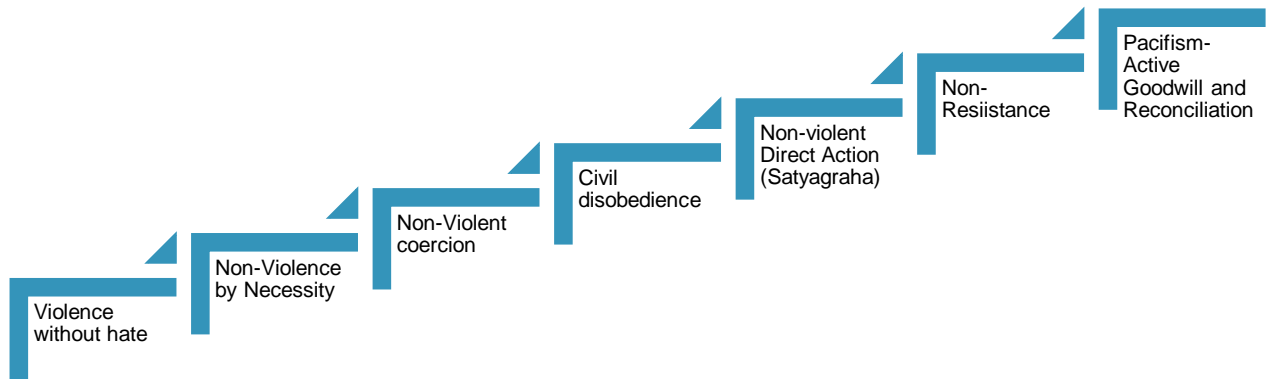 Violence
without hate
Non-Violence
by Necessity
Non-Violent
coercion
Civil
disobedience
Non-violent
Direct Action
(Satyagraha)
Non-
Resiistance
Pacifism-
Active
Goodwill and
Reconciliation